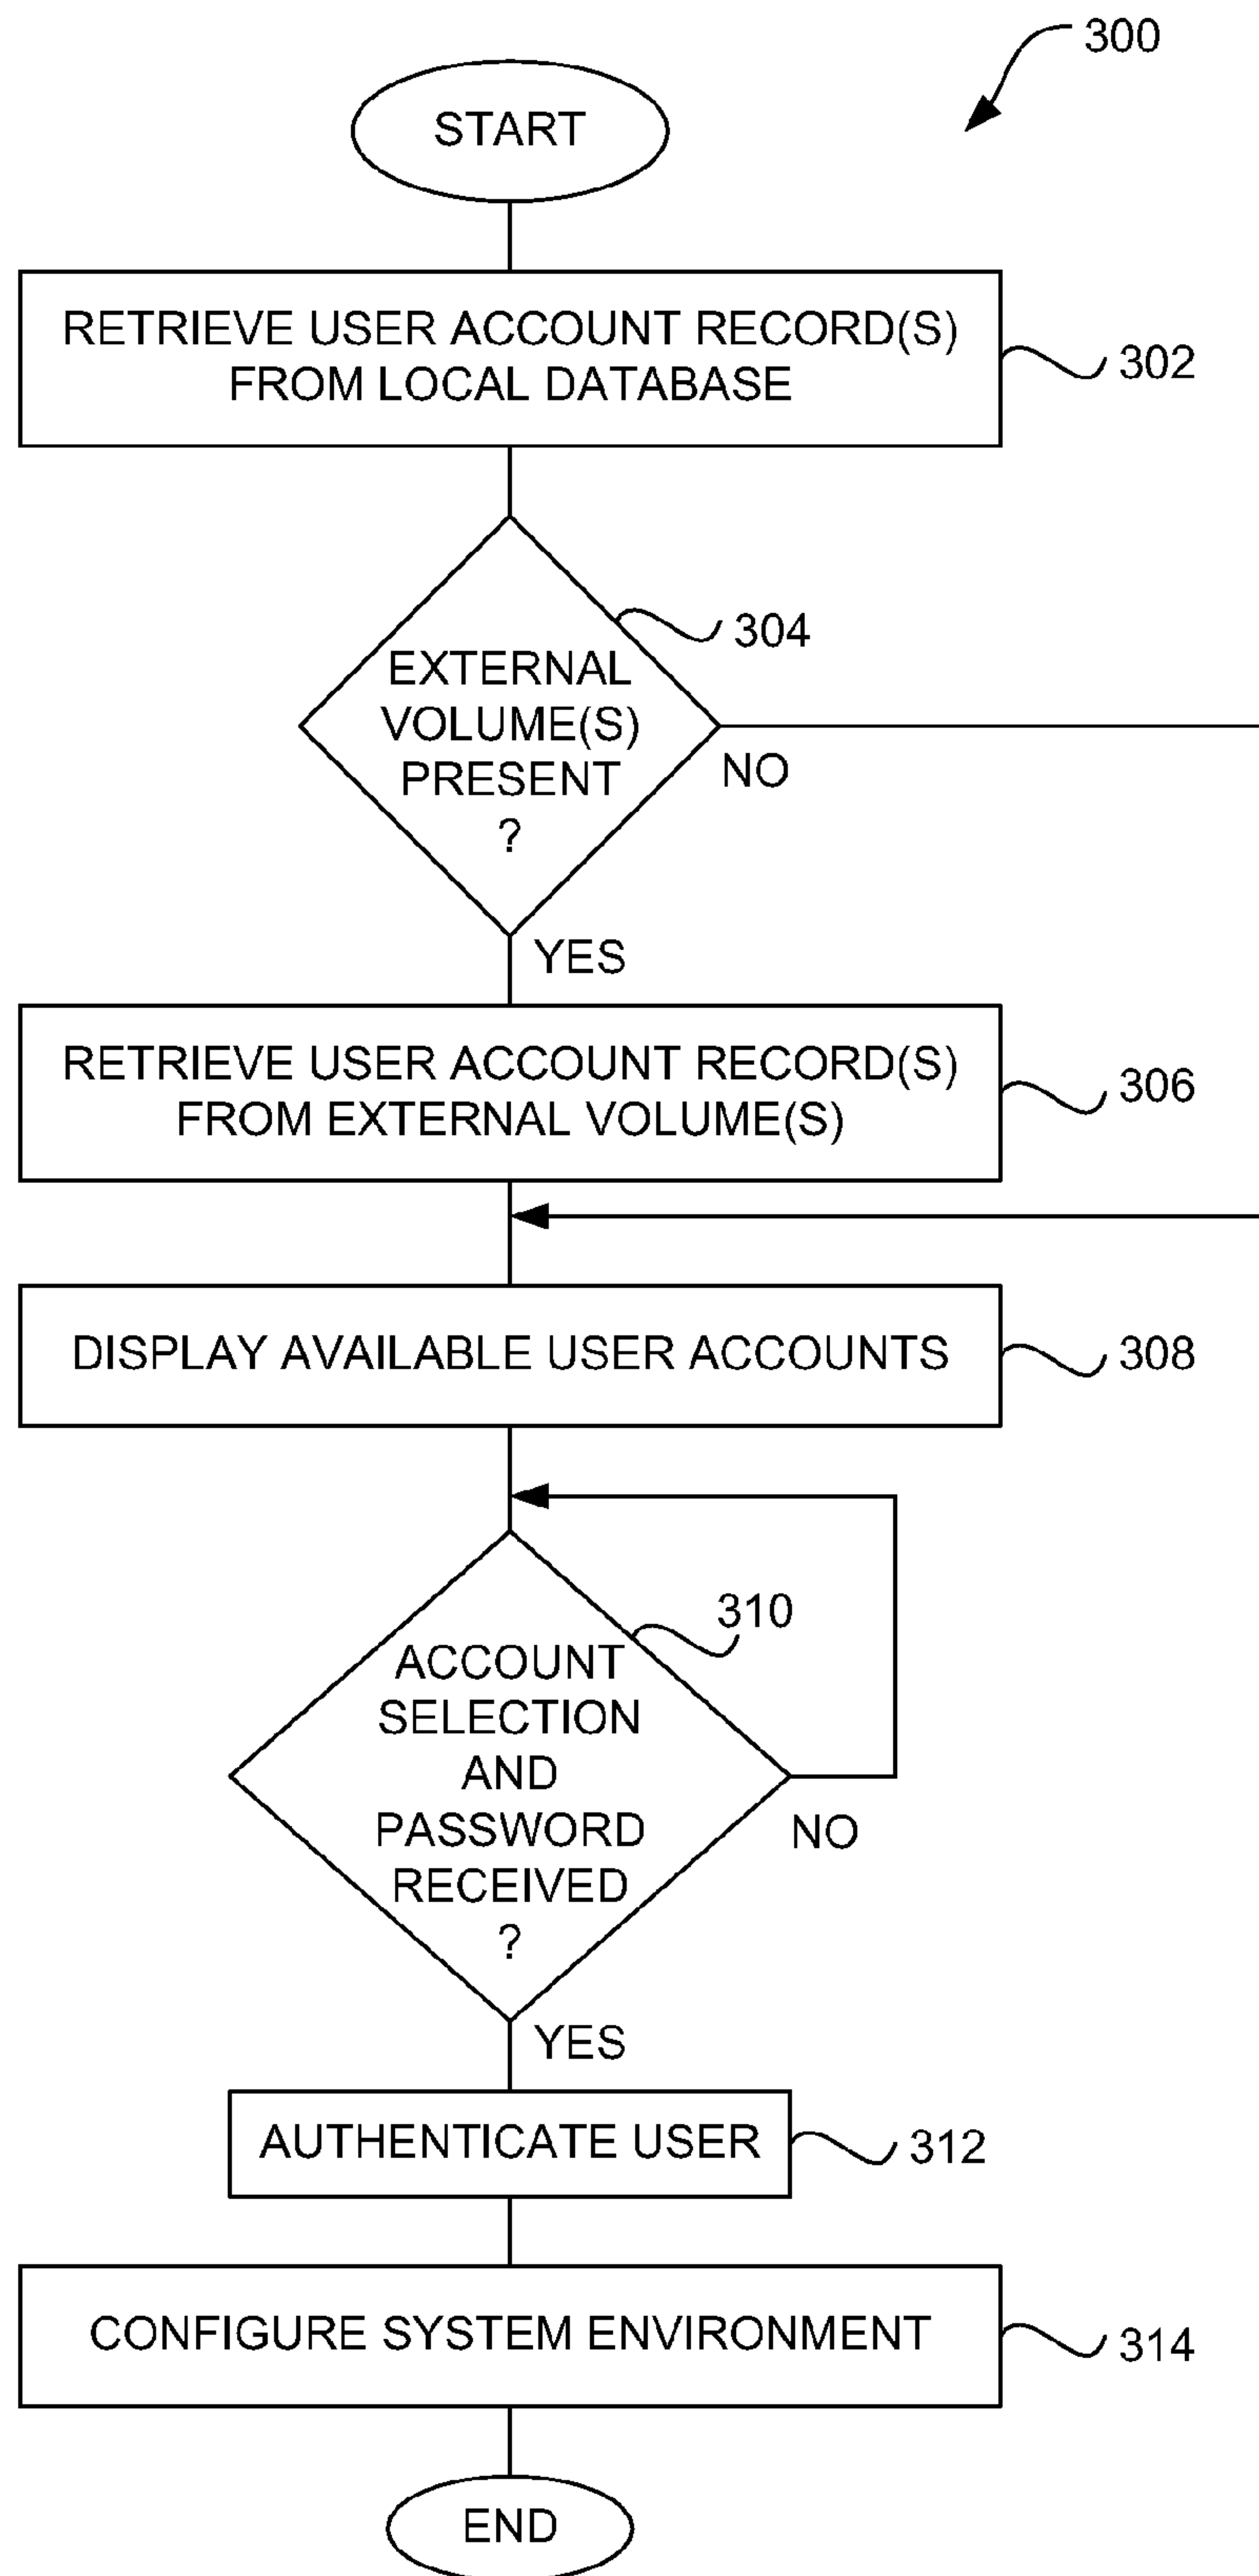 300
START
RETRIEVE USER ACCOUNT RECORD(S)
FROM LOCAL DATABASE
302
304
EXTERNAL
VOLUME(S)
PRESENT
?
NO
YES
RETRIEVE USER ACCOUNT RECORD(S)
FROM EXTERNAL VOLUME(S)
306
DISPLAY AVAILABLE USER ACCOUNTS
308
310
ACCOUNT
SELECTION
AND
PASSWORD
RECEIVED
?
NO
YES
AUTHENTICATE USER
312
CONFIGURE SYSTEM ENVIRONMENT
314
END